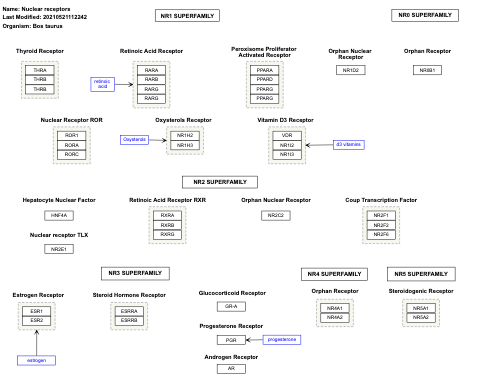 Name: Nuclear receptors
Last Modified: 20210521112242
Organism: Bos taurus
NR1 SUPERFAMILY
NR0 SUPERFAMILY
Thyroid Receptor
THRA
THRB
THRB
Retinoic Acid Receptor
retinoic
acid
RARA
RARB
RARG
RARG
Peroxisome Proliferator
Activated Receptor
PPARA
PPARD
PPARG
PPARG
Orphan Nuclear
Receptor
NR1D2
Orphan Receptor
NR0B1
Nuclear Receptor ROR
ROR1
RORA
RORC
Oxysterols Receptor
Oxysterols
NR1H2
NR1H3
Vitamin D3 Receptor
VDR
NR1I2
NR1I3
d3 vitamins
NR2 SUPERFAMILY
Hepatocyte Nuclear Factor
HNF4A
Nuclear receptor TLX
NR2E1
Retinoic Acid Receptor RXR
RXRA
RXRB
RXRG
Orphan Nuclear Receptor
NR2C2
Coup Transcription Factor
NR2F1
NR2F2
NR2F6
NR3 SUPERFAMILY
NR4 SUPERFAMILY
NR5 SUPERFAMILY
Estrogen Receptor
ESR1
ESR2
estrogen
Steroid Hormone Receptor
ESRRA
ESRRB
Glucocorticoid Receptor
GR-A
Progesterone Receptor
PGR
progesterone
Androgen Receptor
AR
Orphan Receptor
NR4A1
NR4A2
Steroidogenic Receptor
NR5A1
NR5A2